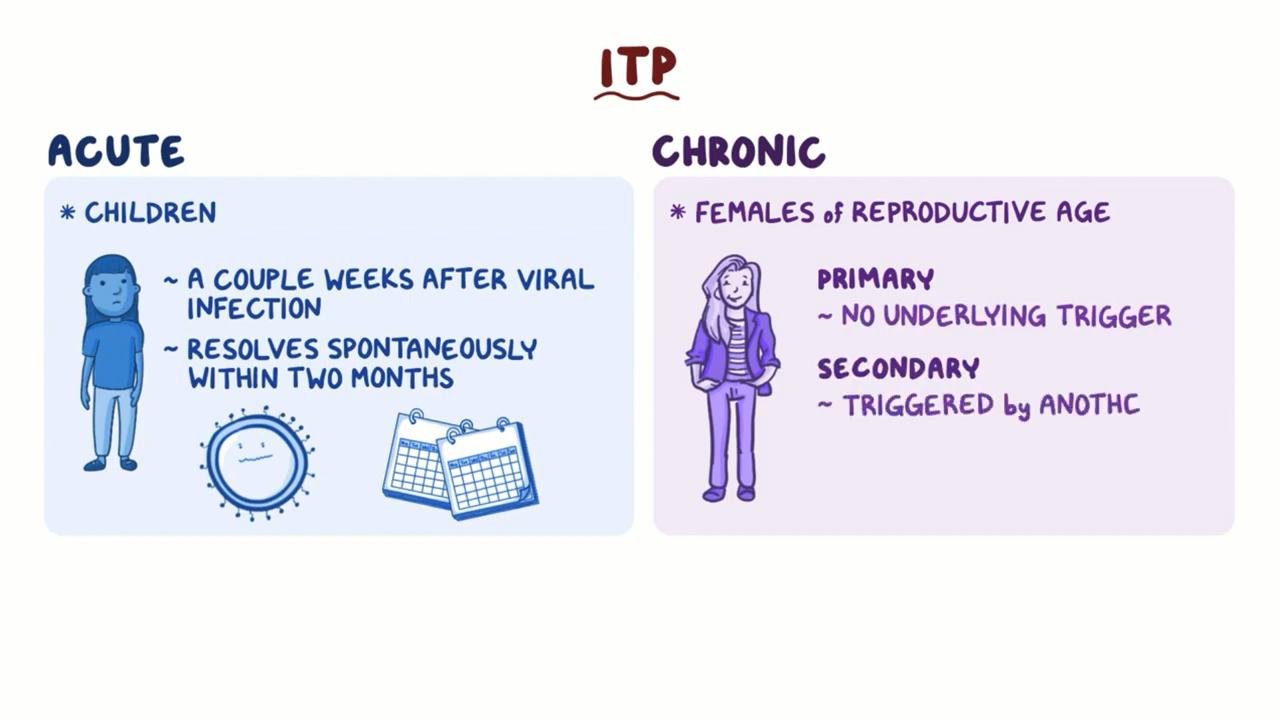 ITP
ACUTE
* CHILDREN
~ A COUPLE WEEKS AFTER VIRAL
INFECTION
~ RESOLVES SPONTANEOUSLY
WITHIN TWO MONTHS
CHRONIC
* FEMALES of REPRODUCTIVE AGE
PRIMARY
~ NO UNDERLYING TRIGGER
SECONDARY
~ TRIGGERED by ANOTHC